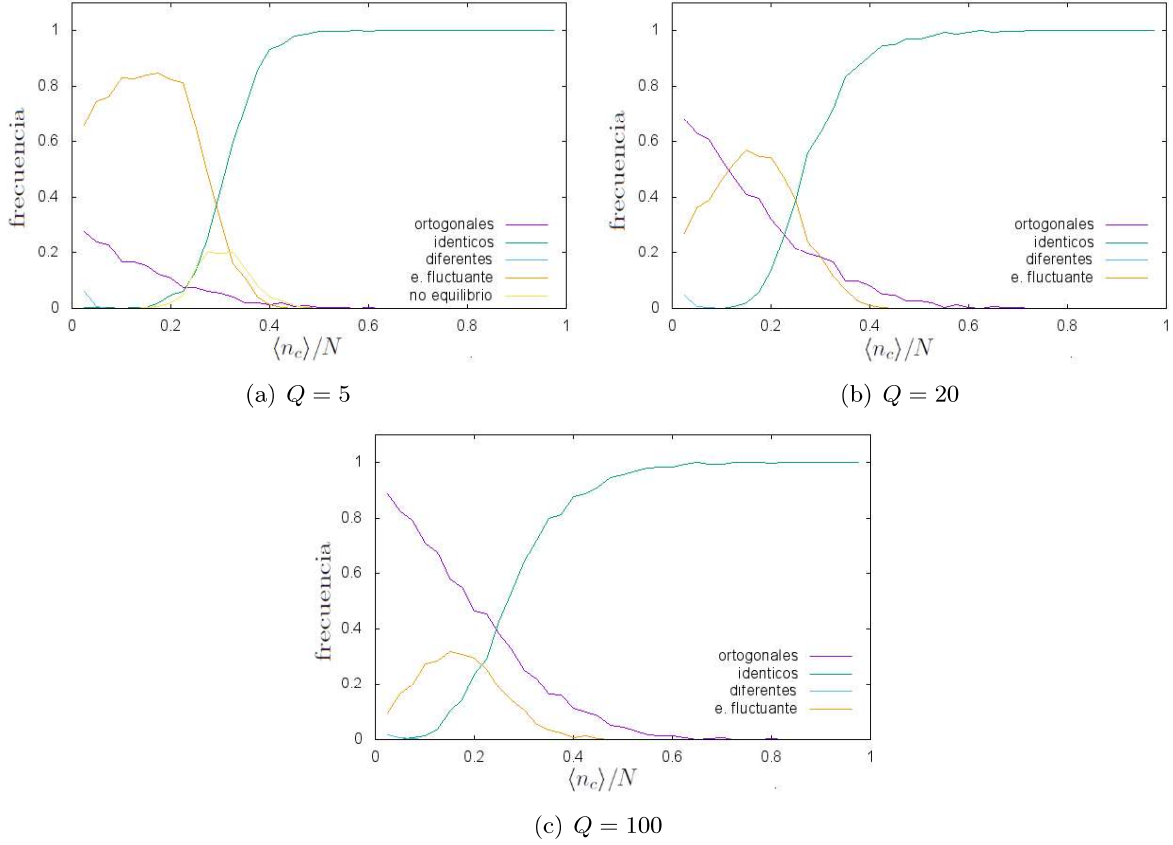 1
0.8
0.6
0.4
0.2
0
frecuencia
ortogonales
identicos
diferentes
e. fluctuante
no equilibrio
0 0.2 0.4 0.6 0.8 1
⟨n_c⟩/N
(a) Q = 5
1
0.8
0.6
0.4
0.2
0
frecuencia
ortogonales
identicos
diferentes
e. fluctuante
0 0.2 0.4 0.6 0.8 1
⟨n_c⟩/N
(b) Q = 20
1
0.8
0.6
0.4
0.2
0
frecuencia
ortogonales
identicos
diferentes
e. fluctuante
0 0.2 0.4 0.6 0.8 1
⟨n_c⟩/N
(c) Q = 100